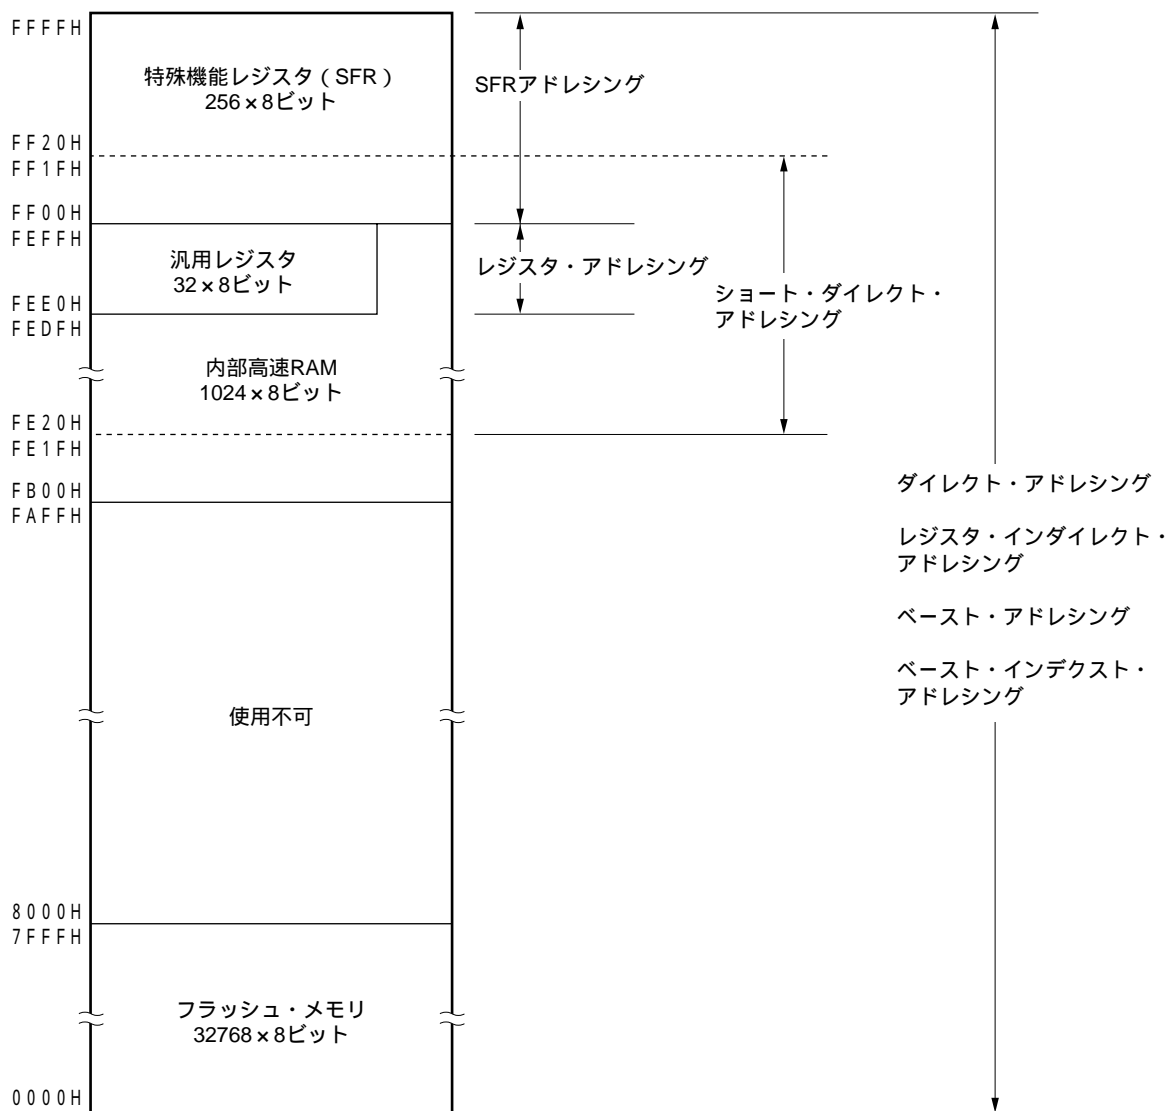 FFFFH
特殊機能レジスタ（SFR）
256×8ビット
SFRアドレシング
FF20H
FF1FH
FF00H
FEFFH
汎用レジスタ
32×8ビット
レジスタ・アドレシング
ショート・ダイレクト・
アドレシング
FEE0H
FEDFH
内部高速RAM
1024×8ビット
FE20H
FE1FH
FB00H
FAFFH
ダイレクト・アドレシング
レジスタ・インダイレクト・
アドレシング
ベースト・アドレシング
ベースト・インデクスト・
アドレシング
使用不可
8000H
7FFFH
フラッシュ・メモリ
32768×8ビット
0000H